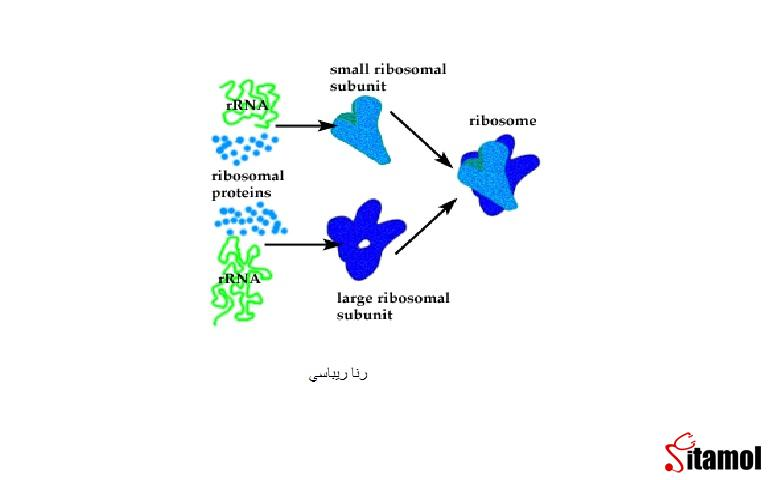 small ribosomal
subunit
rRNA
ribosome
ribosomal
proteins
rRNA
large ribosomal
subunit
رنا ريباسي
Sitamol